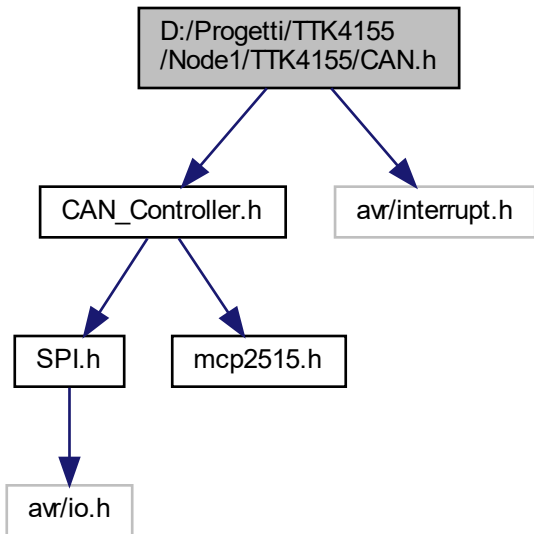 D:/Progetti/TTK4155
/Node1/TTK4155/CAN.h
CAN_Controller.h
avr/interrupt.h
SPI.h
mcp2515.h
avr/io.h